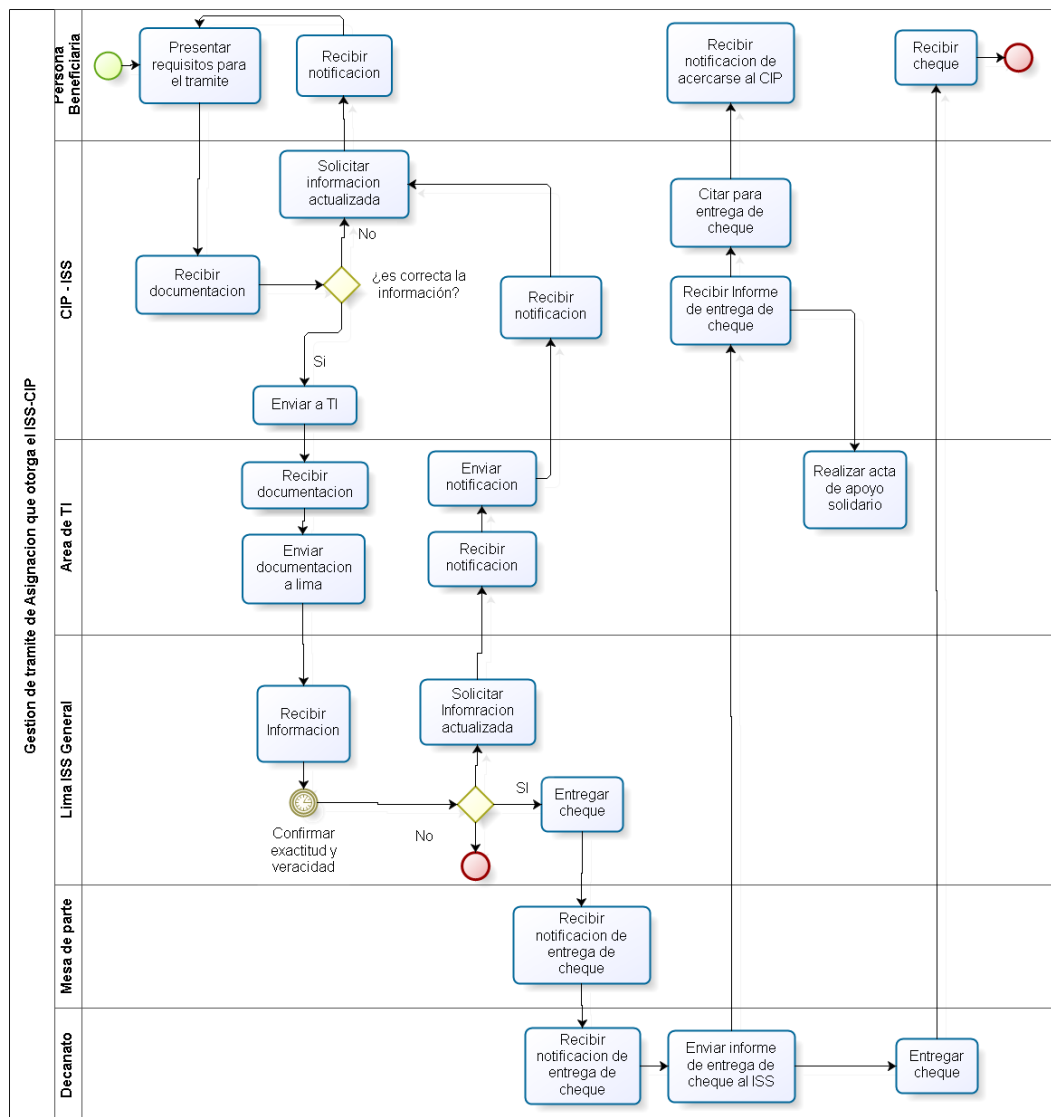 Gestion de tramite de Asignacion que otorga el ISS-CIP
Persona
Beneficiaria
Presentar
requisitos para
el tramite
Recibir
notificacion
Recibir
notificacion de
acercarse al CIP
Recibir
cheque
CIP - ISS
Solicitar
informacion
actualizada
No
Recibir
documentacion
¿es correcta la
información?
Si
Enviar a TI
Recibir
notificacion
Citar para
entrega de
cheque
Recibir Informe
de entrega de
cheque
Area de TI
Recibir
documentacion
Enviar
documentacion
a lima
Enviar
notificacion
Recibir
notificacion
Realizar acta
de apoyo
solidario
Lima ISS General
Recibir
Informacion
Solicitar
Infomracion
actualizada
SI
Entregar
cheque
Confirmar
exactitud y
veracidad
No
Mesa de parte
Recibir
notificacion de
entrega de
cheque
Decanato
Recibir
notificacion de
entrega de
cheque
Enviar informe
de entrega de
cheque al ISS
Entregar
cheque